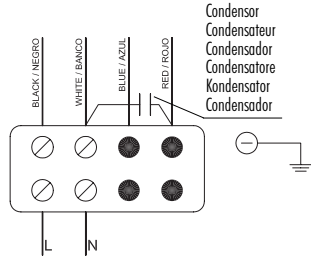 Condensor
Condensateur
Condensador
Condensatore
Kondensator
Condensador
BLACK / NEGRO
WHITE / BANCO
BLUE / AZUL
RED / ROJO
L
N